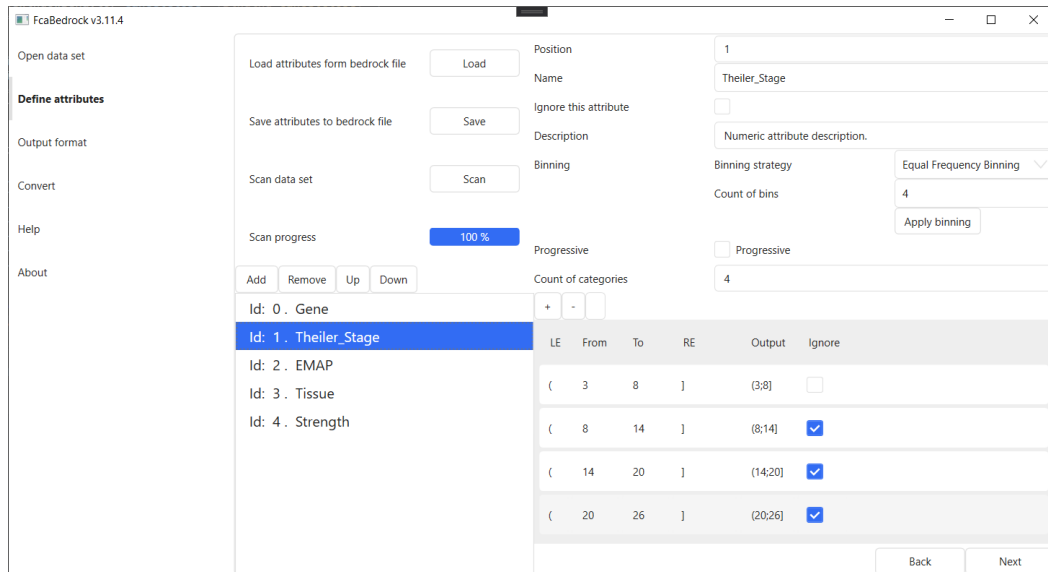 FcaBedrock v3.11.4
Open data set
Define attributes
Output format
Convert
Help
About
Load attributes form bedrock file
Load
Save attributes to bedrock file
Save
Scan data set
Scan
Scan progress
100 %
Add Remove Up Down
Id: 0 . Gene
Id: 1 . Theiler_Stage
Id: 2 . EMAP
Id: 3 . Tissue
Id: 4 . Strength
Position 1
Name Theiler_Stage
Ignore this attribute
Description Numeric attribute description.
Binning Binning strategy Equal Frequency Binning
Count of bins 4
Apply binning
Progressive Progressive
Count of categories 4
+ -
LE From To RE Output Ignore
( 3 8 ] (3;8]
( 8 14 ] (8;14]
( 14 20 ] (14;20]
( 20 26 ] (20;26]
Back Next